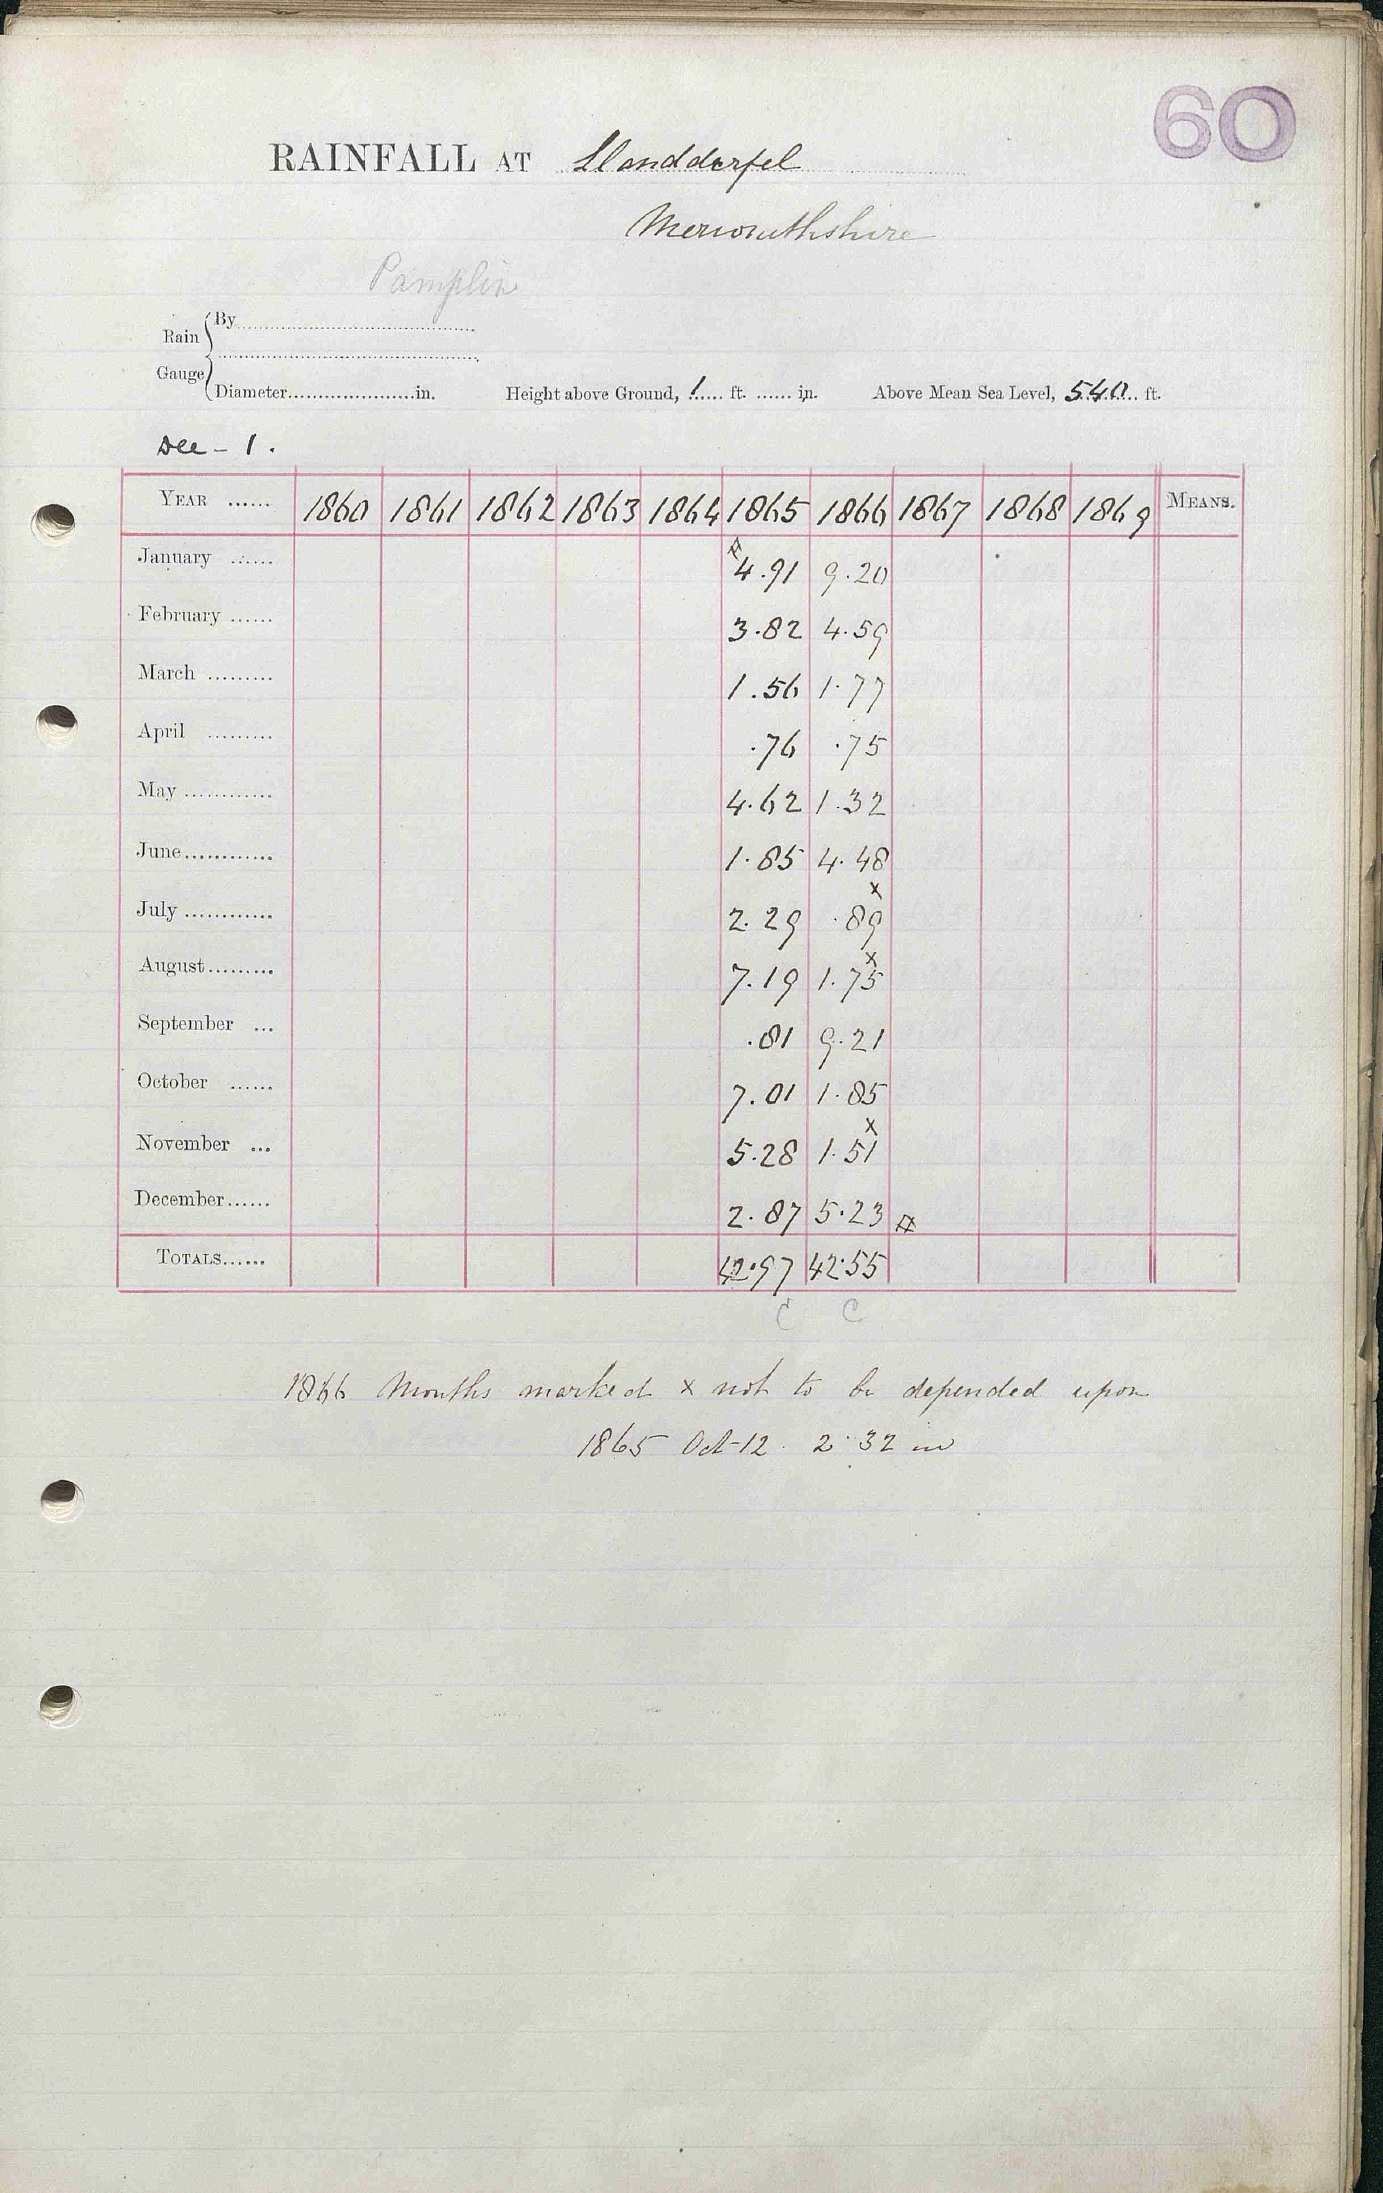 60
RAINFALL AT Llandderfel
Merionethshire
Pamplin
Rain Gauge { By
Diameter in. Height above Ground, 1 ft. in. Above Mean Sea Level, 540 ft.
Dee - 1.
YEAR 1860 1861 1862 1863 1864 1865 1866 1867 1868 1869 MEANS.
January 4.91 9.20
February 3.82 4.59
March 1.56 1.77
April .76 .75
May 4.62 1.32
June 1.85 4.48
July 2.29 .89 x
August 7.19 1.75 x
September .81 9.21
October 7.01 1.85
November 5.28 1.51 x
December 2.87 5.23
TOTALS 42.97 42.55
C C
1866 Months marked x not to be depended upon
1865 Oct 12 2.32 in